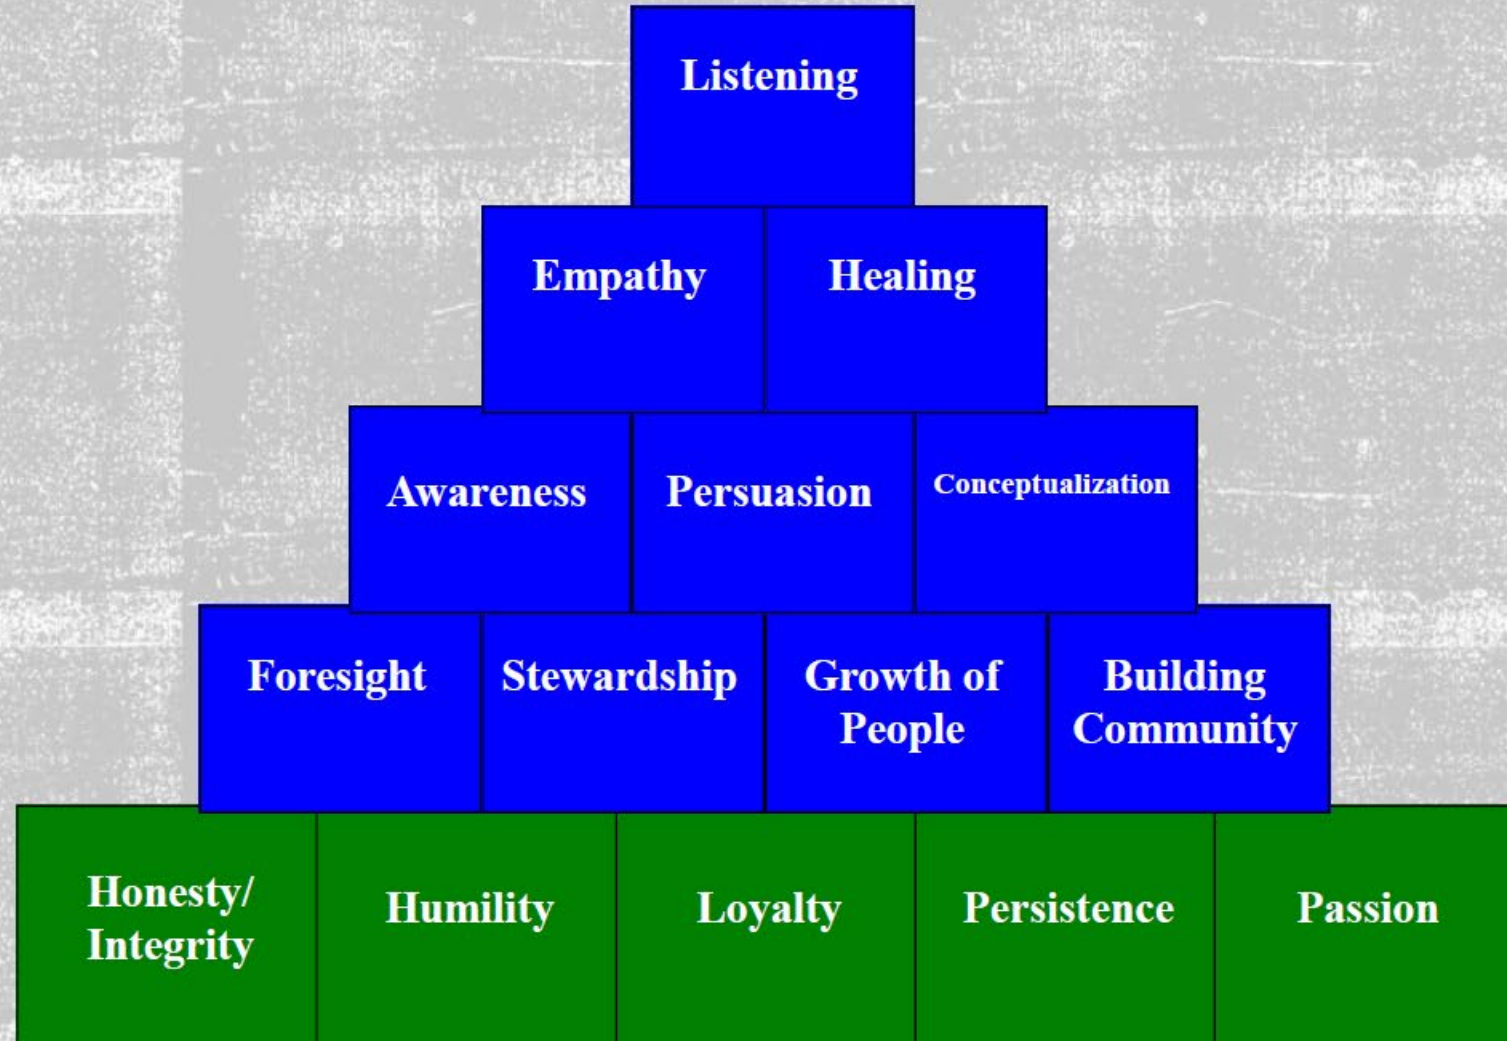 Listening
Empathy
Healing
Awareness
Persuasion
Conceptualization
Foresight
Stewardship
Growth of
People
Building
Community
Honesty/
Integrity
Humility
Loyalty
Persistence
Passion